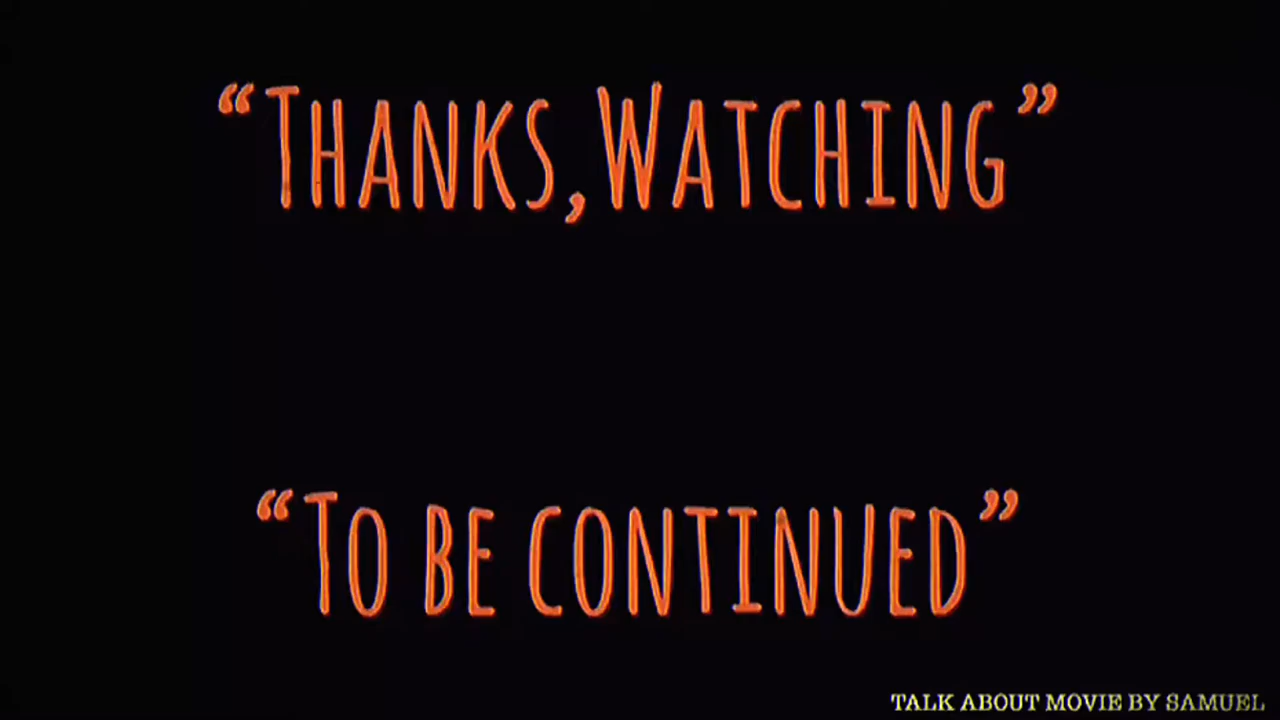 “Thanks,Watching”
“To be continued”
TALK ABOUT MOVIE BY SAMUEL